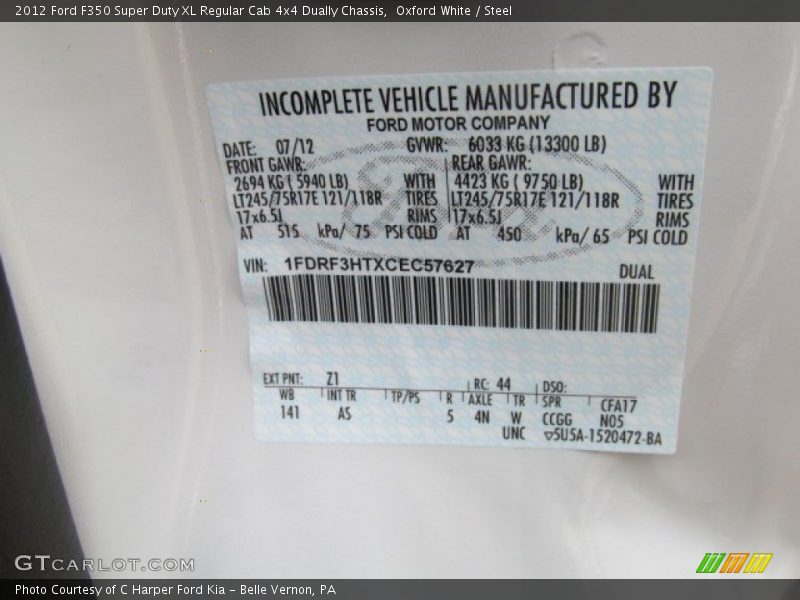 2012 Ford F350 Super Duty XL Regular Cab 4x4 Dually Chassis,  Oxford White / Steel
INCOMPLETE VEHICLE MANUFACTURED BY
FORD MOTOR COMPANY
DATE: 07/12 GVWR: 6033 KG (13300 LB)
FRONT GAWR: REAR GAWR:
2694 KG ( 5940 LB) WITH 4423 KG ( 9750 LB) WITH
LT245/75R17E 121/118R TIRES LT245/75R17E 121/118R TIRES
17x6.5J RIMS 17x6.5J RIMS
AT 515 kPa/ 75 PSI COLD AT 450 kPa/ 65 PSI COLD
VIN: 1FDRF3HTXCEC57627 DUAL
EXT PNT: Z1 RC: 44 DSO:
WB INT TR TP/PS R AXLE TR SPR CFA17
141 AS 5 4N W CCGG N05
UNC ▽5U5A-1520472-BA
GTCARLOT.COM
Photo Courtesy of C Harper Ford Kia – Belle Vernon, PA